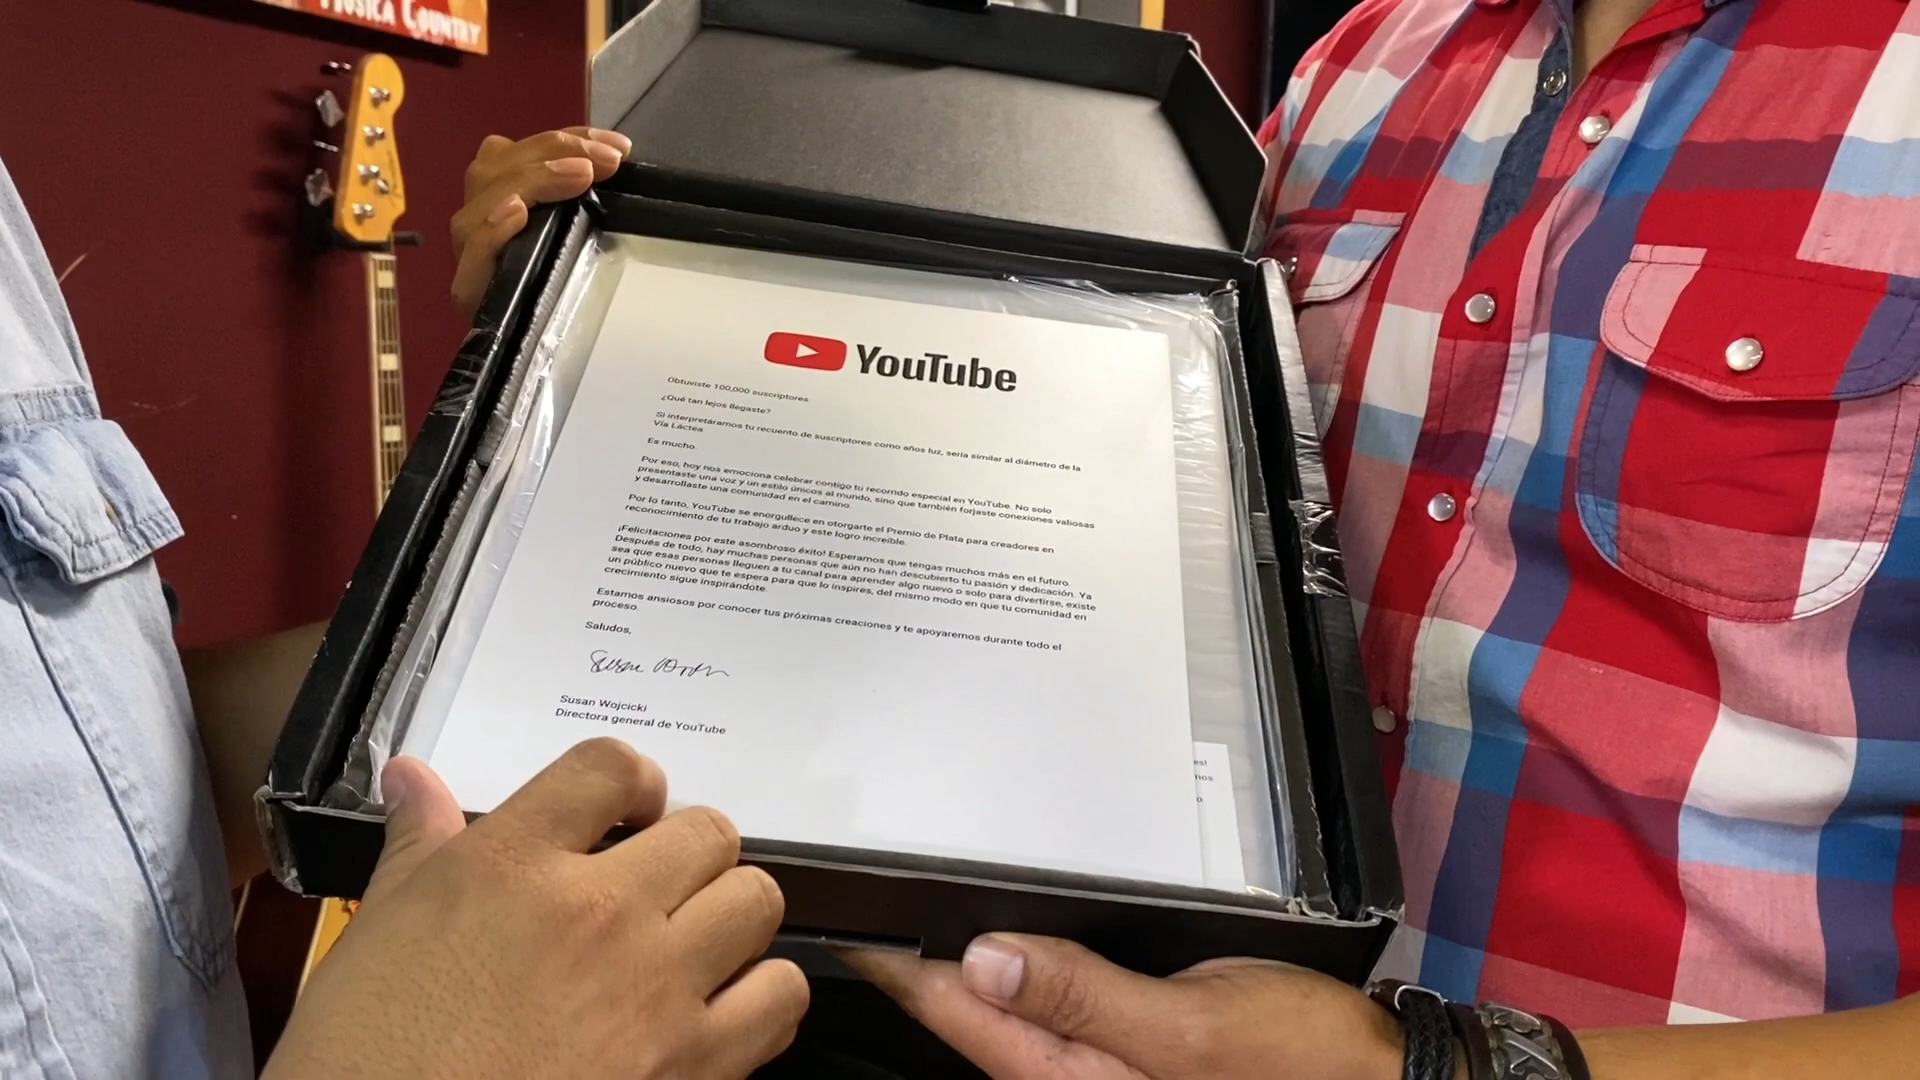 Música Country
YouTube
Obtuviste 100,000 suscriptores.
¿Qué tan lejos llegaste?
Si interpretáramos tu recuento de suscriptores como años luz, sería similar al diámetro de la
Vía Láctea
Es mucho.
Por eso, hoy nos emociona celebrar contigo tu recorrido especial en YouTube. No solo
presentaste una voz y un estilo únicos al mundo, sino que también forjaste conexiones valiosas
y desarrollaste una comunidad en el camino.
Por lo tanto, YouTube se enorgullece en otorgarte el Premio de Plata para creadores en
reconocimiento de tu trabajo arduo y este logro increíble.
¡Felicitaciones por este asombroso éxito! Esperamos que tengas muchos más en el futuro.
Después de todo, hay muchas personas que aún no han descubierto tu pasión y dedicación. Ya
sea que esas personas lleguen a tu canal para aprender algo nuevo o solo para divertirse, existe
un público nuevo que te espera para que lo inspires, del mismo modo en que tu comunidad en
crecimiento sigue inspirándote.
Estamos ansiosos por conocer tus próximas creaciones y te apoyaremos durante todo el
proceso.
Saludos,
Susan Wojcicki
Directora general de YouTube